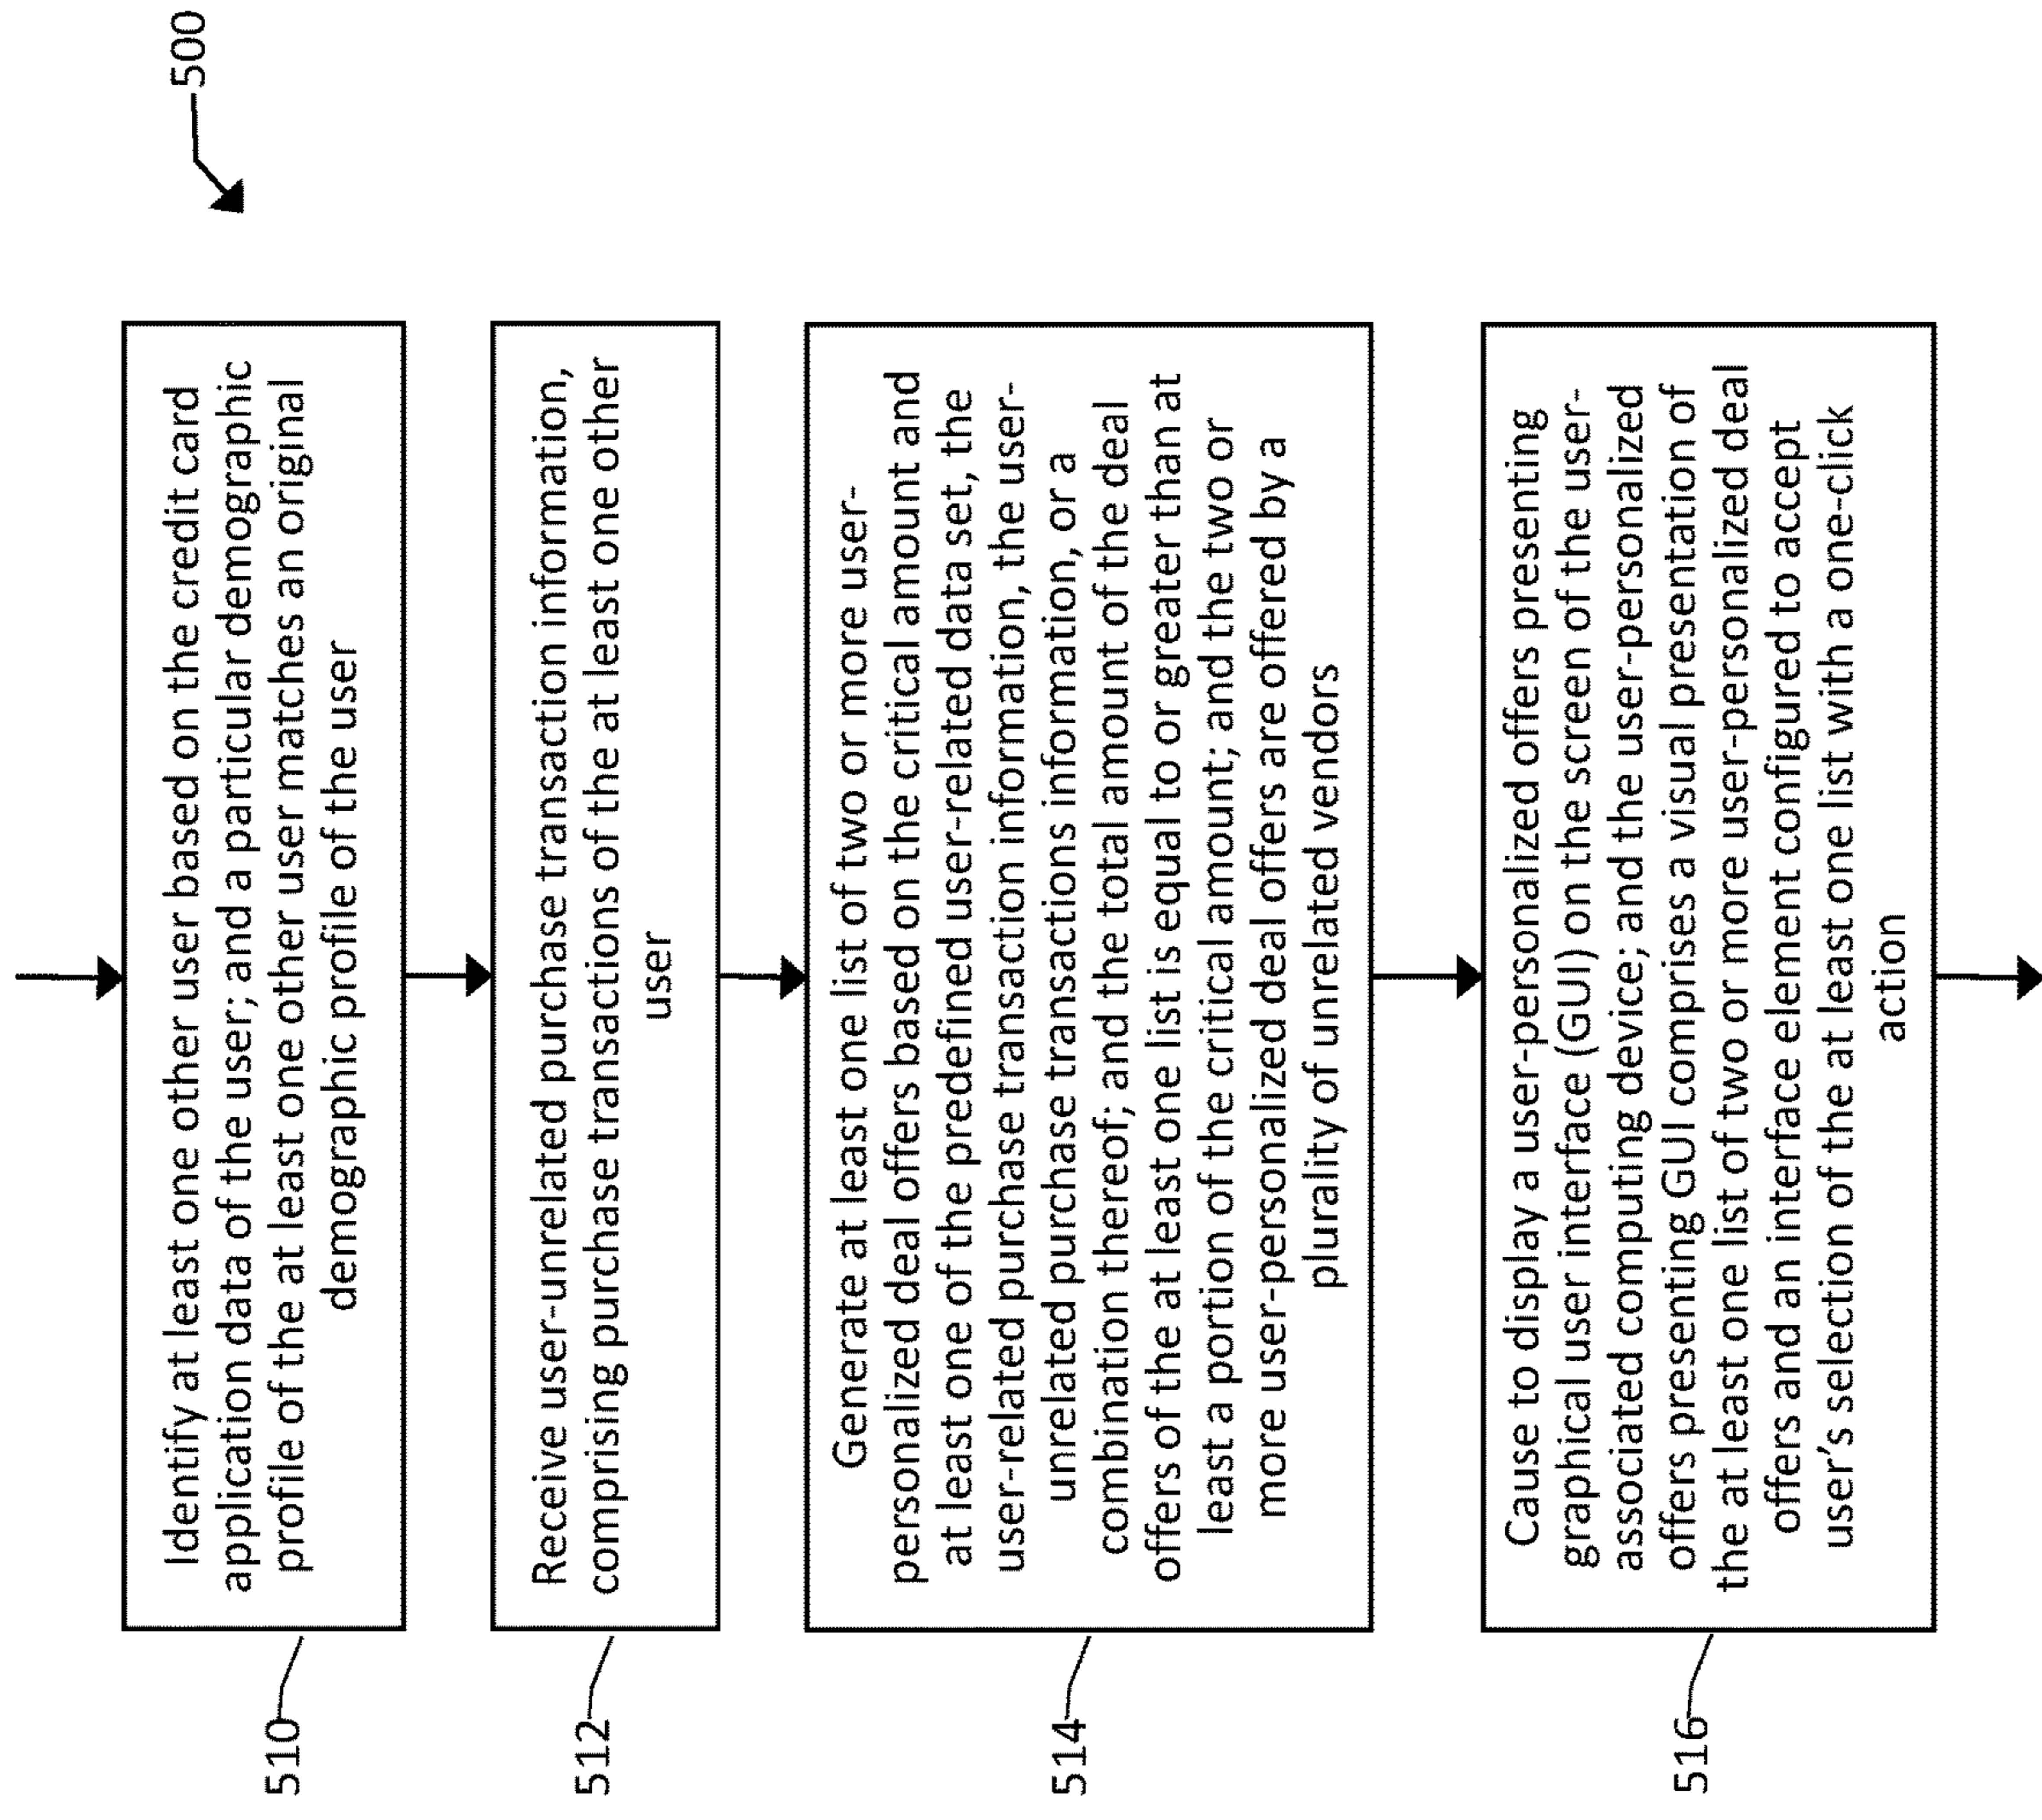 500
510
Identify at least one other user based on the credit card
application data of the user; and a particular demographic
profile of the at least one other user matches an original
demographic profile of the user
512
Receive user-unrelated purchase transaction information,
comprising purchase transactions of the at least one other
user
514
Generate at least one list of two or more user-
personalized deal offers based on the critical amount and
at least one of the predefined user-related data set, the
user-related purchase transaction information, the user-
unrelated purchase transactions information, or a
combination thereof; and the total amount of the deal
offers of the at least one list is equal to or greater than at
least a portion of the critical amount; and the two or
more user-personalized deal offers are offered by a
plurality of unrelated vendors
516
Cause to display a user-personalized offers presenting
graphical user interface (GUI) on the screen of the user-
associated computing device; and the user-personalized
offers presenting GUI comprises a visual presentation of
the at least one list of two or more user-personalized deal
offers and an interface element configured to accept
user's selection of the at least one list with a one-click
action